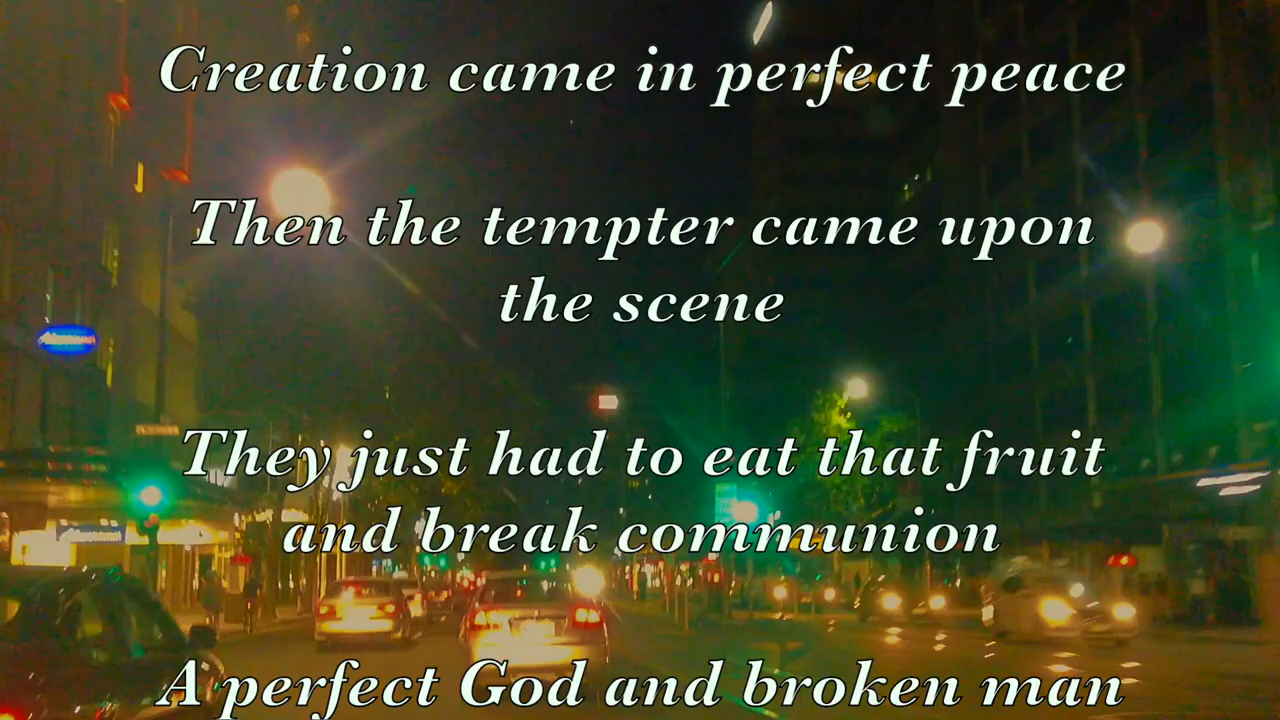 Creation came in perfect peace
Then the tempter came upon
the scene
They just had to eat that fruit
and break communion
A perfect God and broken man